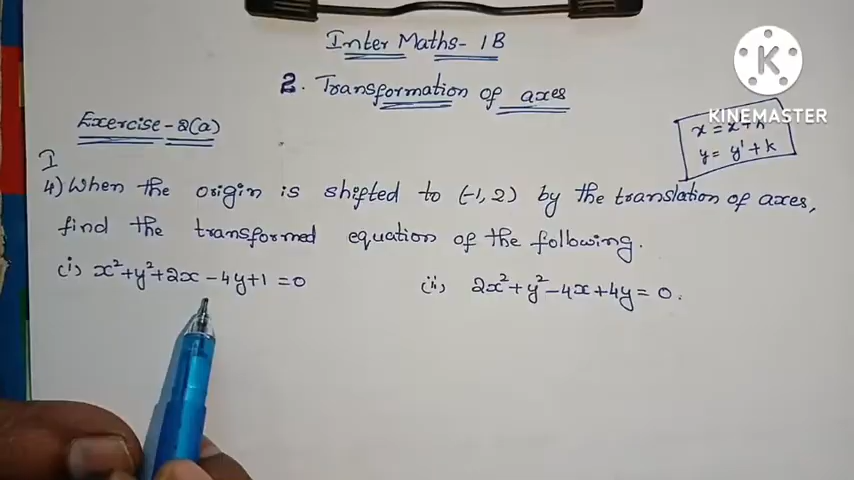 Inter Maths- 1B
2. Transformation of axes
KINEMASTER
Exercise-2(a)
x = x'+h
y = y'+k
I
4) When the origin is shifted to (-1, 2) by the translation of axes,
find the transformed equation of the following.
(i) x²+y²+2x-4y+1 =0
(ii) 2x²+y²-4x+4y= 0.